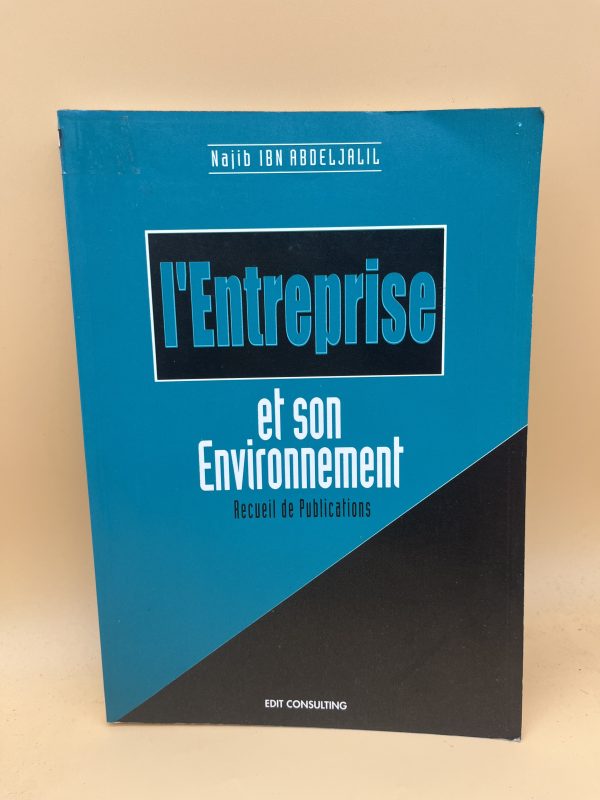 Najib IBN ABDELJALIL
l'Entreprise
et son
Environnement
Recueil de Publications
EDIT CONSULTING